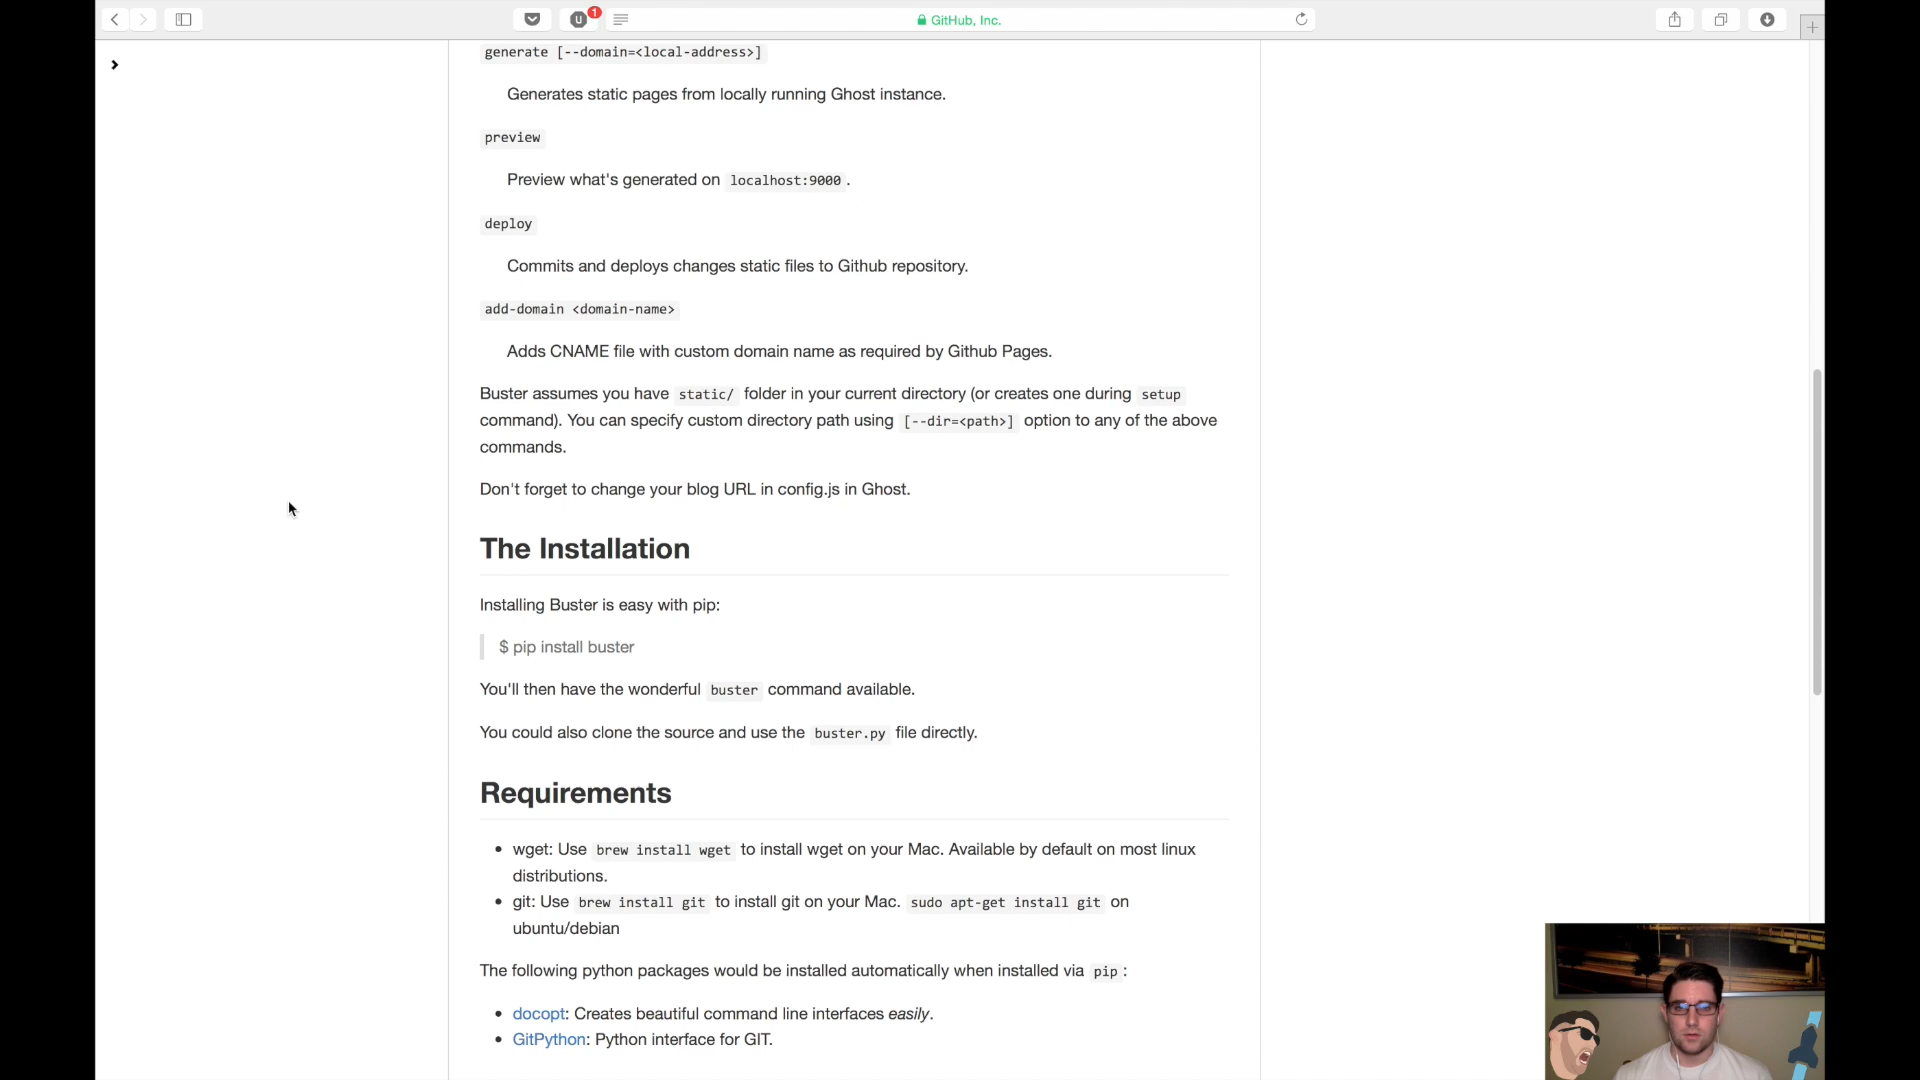 u
1
GitHub, Inc.
generate [--domain=<local-address>]
Generates static pages from locally running Ghost instance.
preview
Preview what's generated on localhost:9000 .
deploy
Commits and deploys changes static files to Github repository.
add-domain <domain-name>
Adds CNAME file with custom domain name as required by Github Pages.
Buster assumes you have static/ folder in your current directory (or creates one during setup
command). You can specify custom directory path using [--dir=<path>] option to any of the above
commands.
Don't forget to change your blog URL in config.js in Ghost.
The Installation
Installing Buster is easy with pip:
$ pip install buster
You'll then have the wonderful buster command available.
You could also clone the source and use the buster.py file directly.
Requirements
• wget: Use brew install wget to install wget on your Mac. Available by default on most linux
distributions.
• git: Use brew install git to install git on your Mac. sudo apt-get install git on
ubuntu/debian
The following python packages would be installed automatically when installed via pip :
• docopt: Creates beautiful command line interfaces easily.
• GitPython: Python interface for GIT.